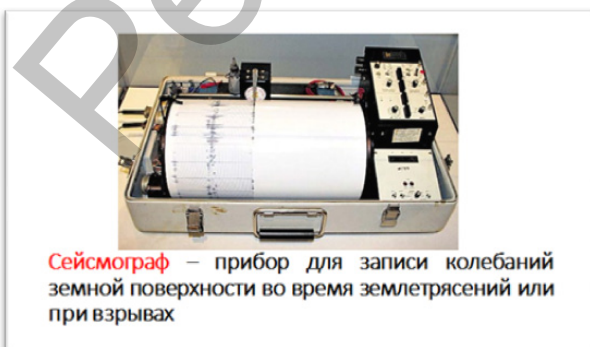 Сейсмограф – прибор для записи колебаний
земной поверхности во время землетрясений или
при взрывах